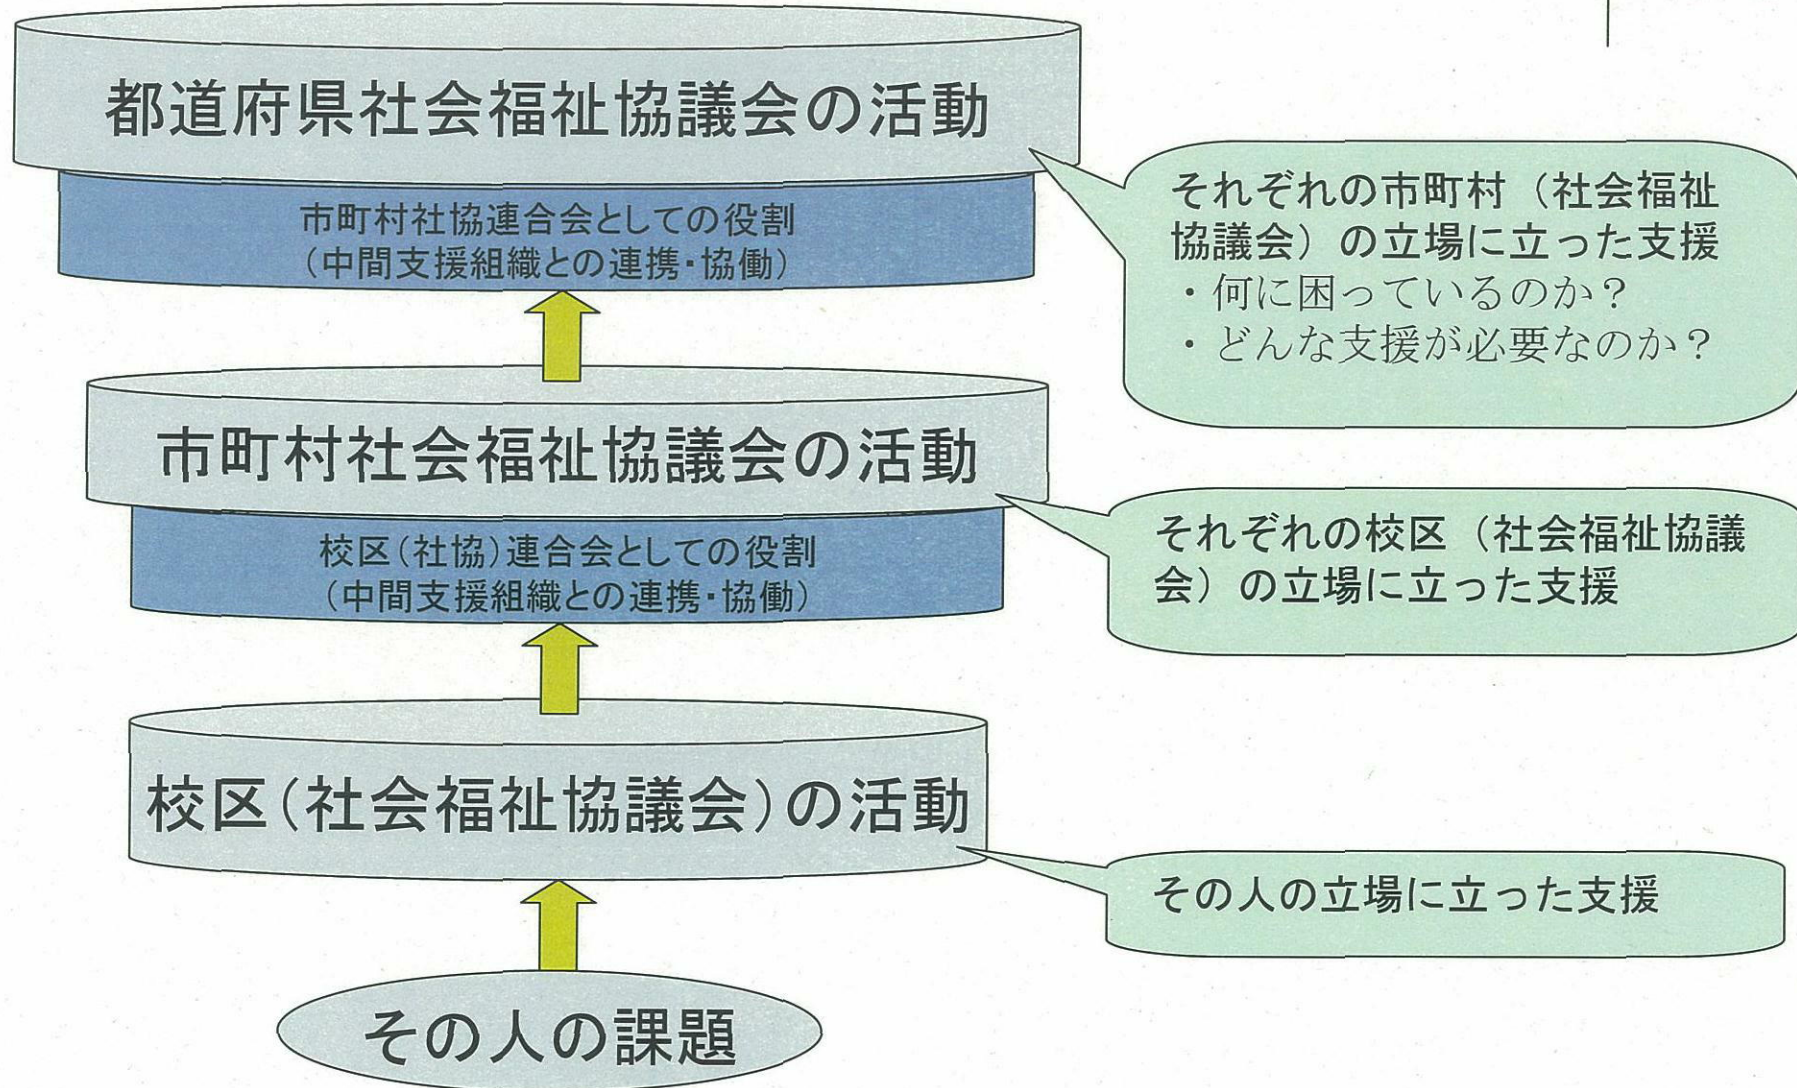 都道府県社会福祉協議会の活動
市町村社協連合会としての役割
(中間支援組織との連携・協働)
それぞれの市町村（社会福祉
協議会）の立場に立った支援
・何に困っているのか？
・どんな支援が必要なのか？
市町村社会福祉協議会の活動
校区(社協)連合会としての役割
(中間支援組織との連携・協働)
それぞれの校区（社会福祉協議
会）の立場に立った支援
校区(社会福祉協議会)の活動
その人の立場に立った支援
その人の課題